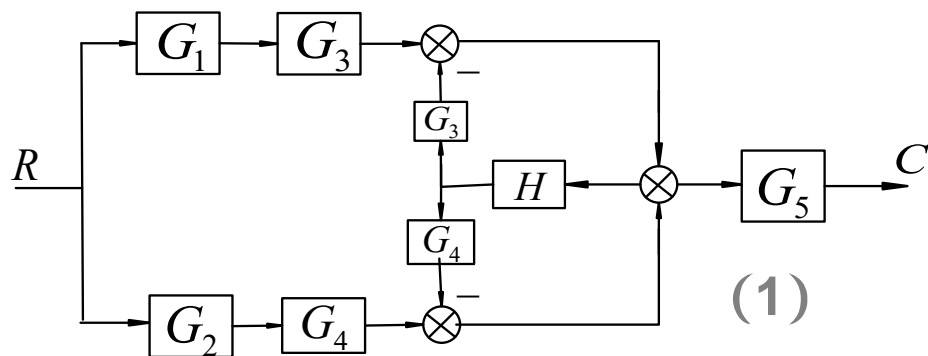 G₁ G₃
−
G₃
R H G₅ C
G₄
−
(1)
G₂ G₄